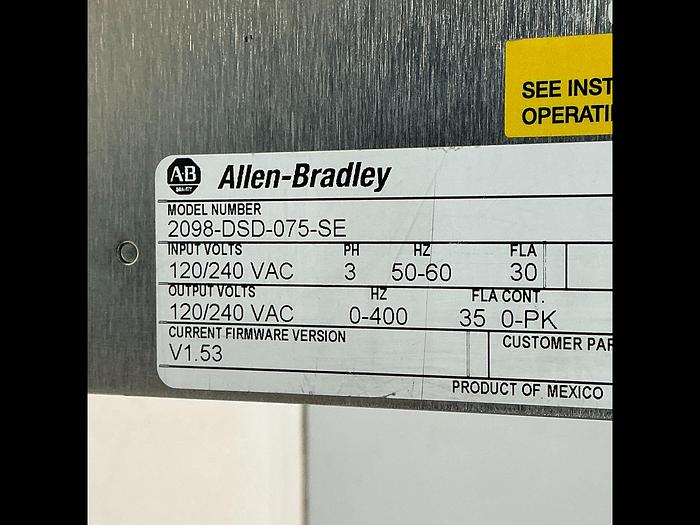 SEE INST
OPERATI
AB Allen-Bradley
MODEL NUMBER
2098-DSD-075-SE
INPUT VOLTS PH HZ FLA
120/240 VAC 3 50-60 30
OUTPUT VOLTS HZ FLA CONT.
120/240 VAC 0-400 35 0-PK
CURRENT FIRMWARE VERSION CUSTOMER PAR
V1.53
PRODUCT OF MEXICO